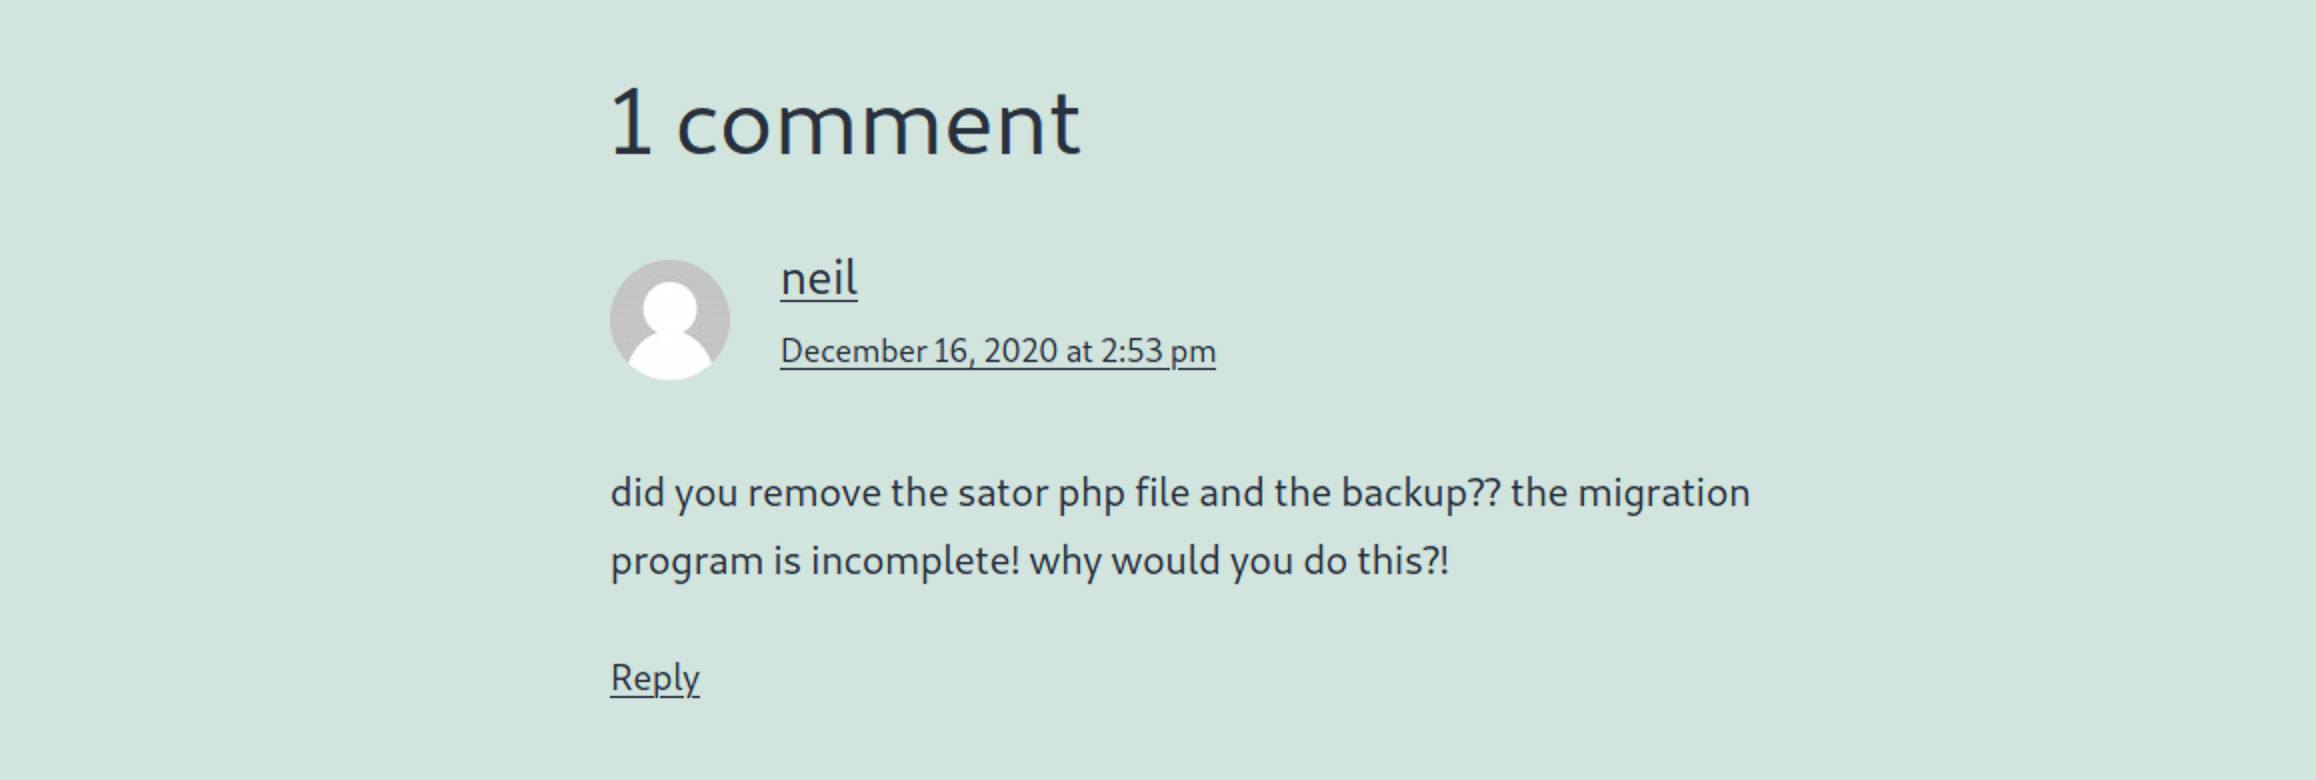 1 comment
neil
December 16, 2020 at 2:53 pm
did you remove the sator php file and the backup?? the migration
program is incomplete! why would you do this?!
Reply